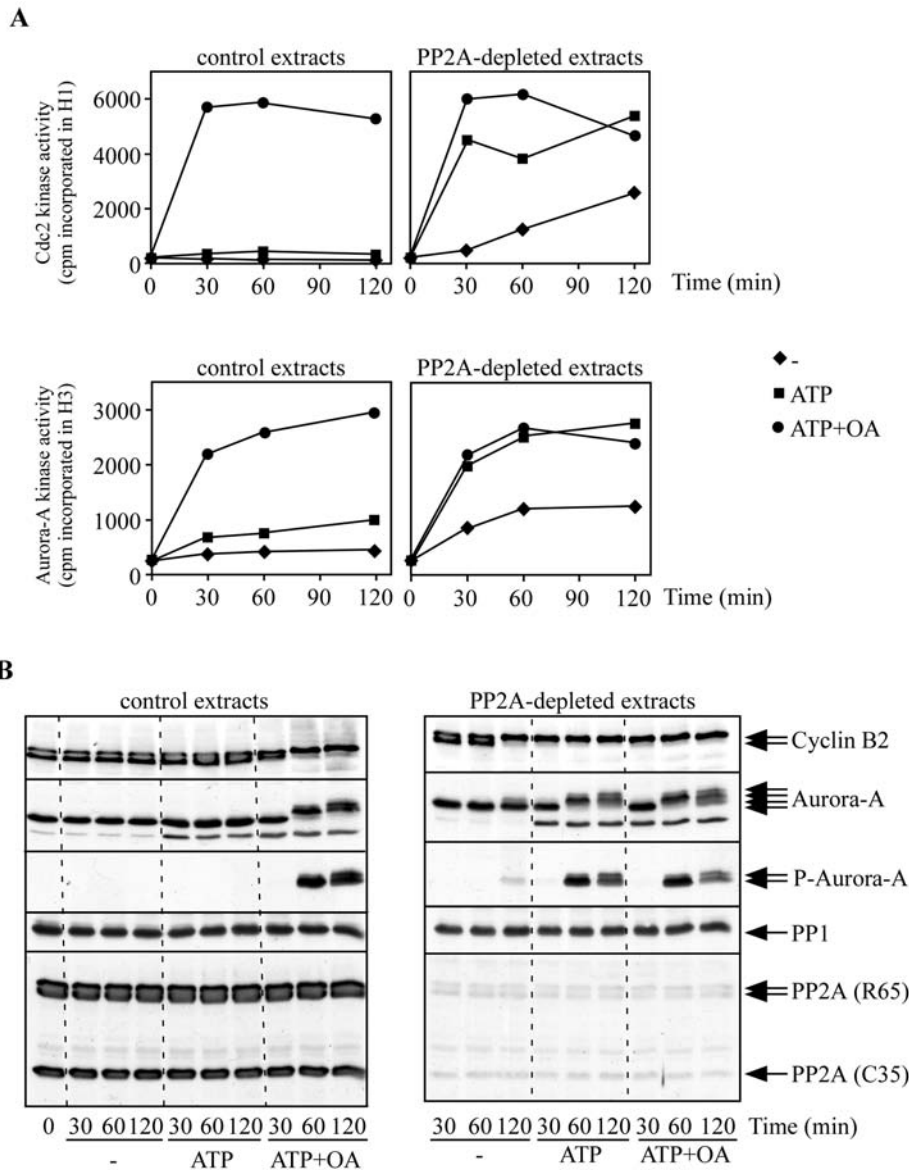 A
control extracts PP2A-depleted extracts
Cdc2 kinase activity
(cpm incorporated in H1)
6000
4000
2000
0
0 30 60 90 120 0 30 60 90 120 Time (min)
control extracts PP2A-depleted extracts
Aurora-A kinase activity
(cpm incorporated in H3)
3000
2000
1000
0
0 30 60 90 120 0 30 60 90 120 Time (min)
-
ATP
ATP+OA
B
control extracts PP2A-depleted extracts
Cyclin B2
Aurora-A
P-Aurora-A
PP1
PP2A (R65)
PP2A (C35)
0 30 60 120 30 60 120 30 60 120 30 60 120 30 60 120 30 60 120 Time (min)
- ATP ATP+OA - ATP ATP+OA